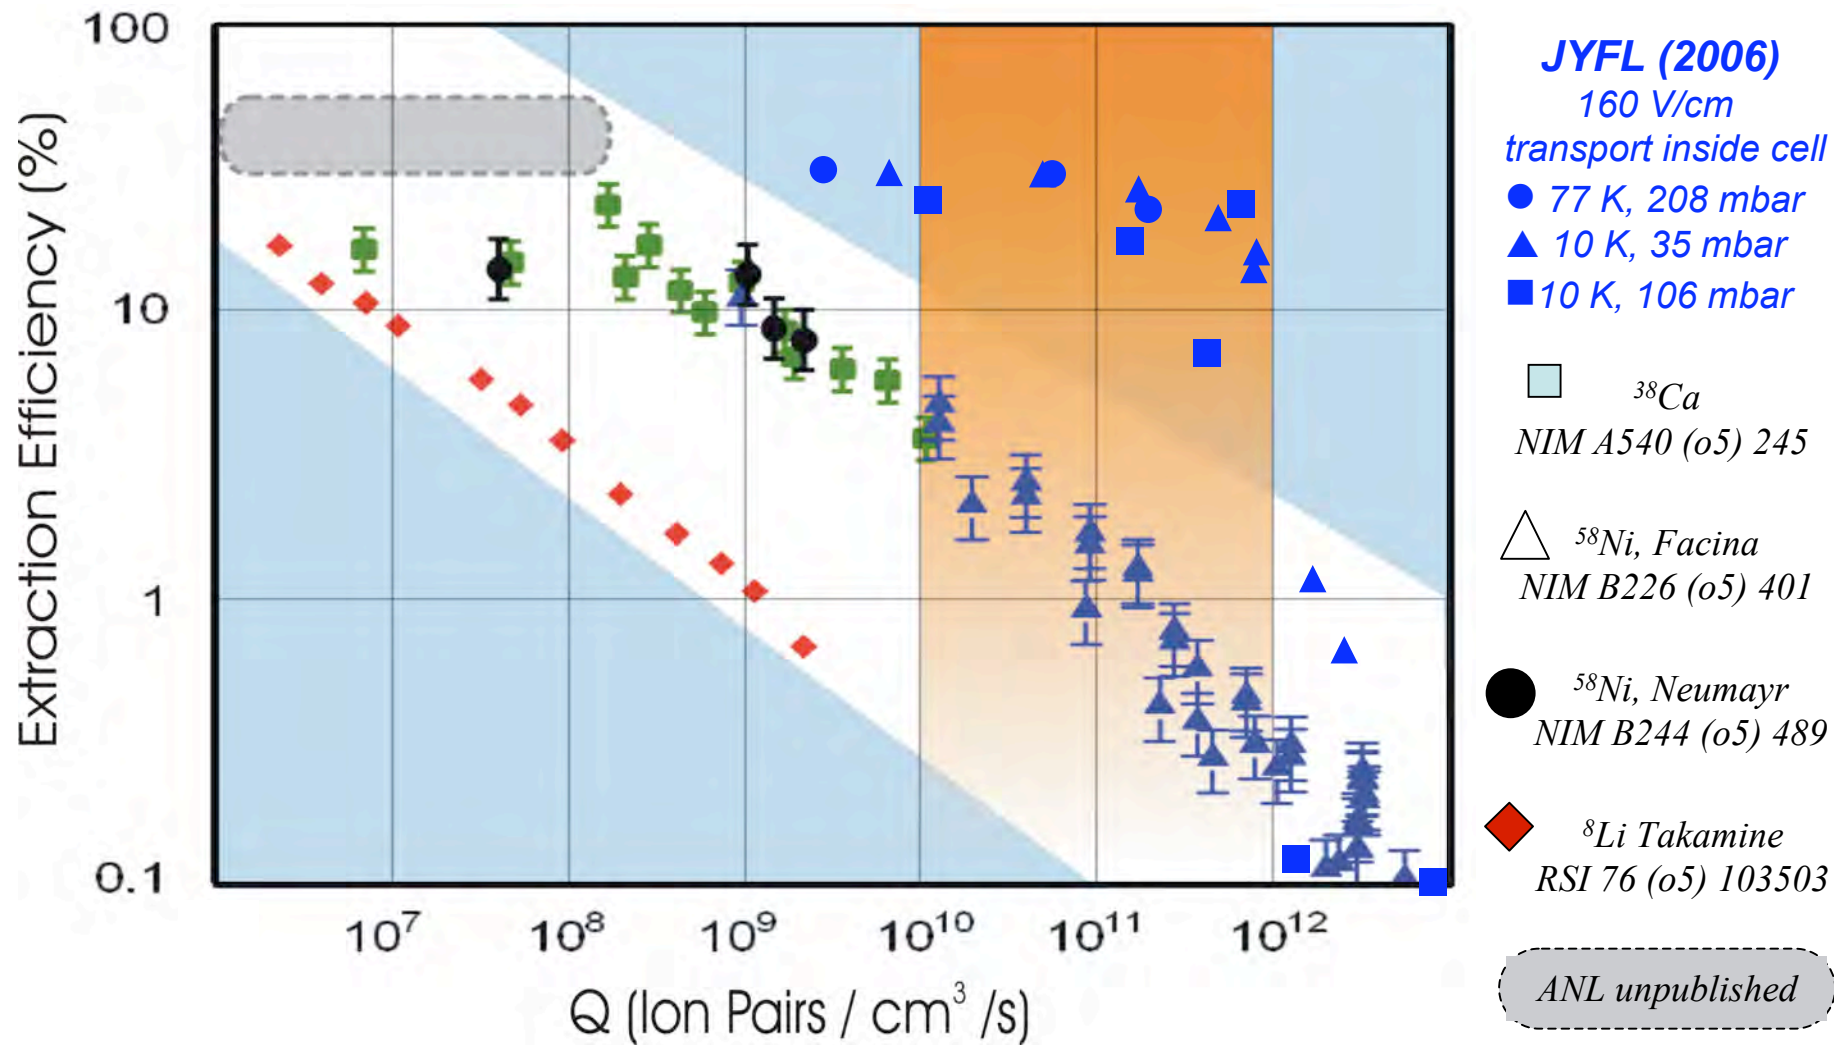 Extraction Efficiency (%)
100
10
1
0.1
10⁷
10⁸
10⁹
10¹⁰
10¹¹
10¹²
Q (Ion Pairs / cm³ /s)
JYFL (2006)
160 V/cm
transport inside cell
77 K, 208 mbar
10 K, 35 mbar
10 K, 106 mbar
³⁸Ca
NIM A540 (o5) 245
⁵⁸Ni, Facina
NIM B226 (o5) 401
⁵⁸Ni, Neumayr
NIM B244 (o5) 489
⁸Li Takamine
RSI 76 (o5) 103503
ANL unpublished